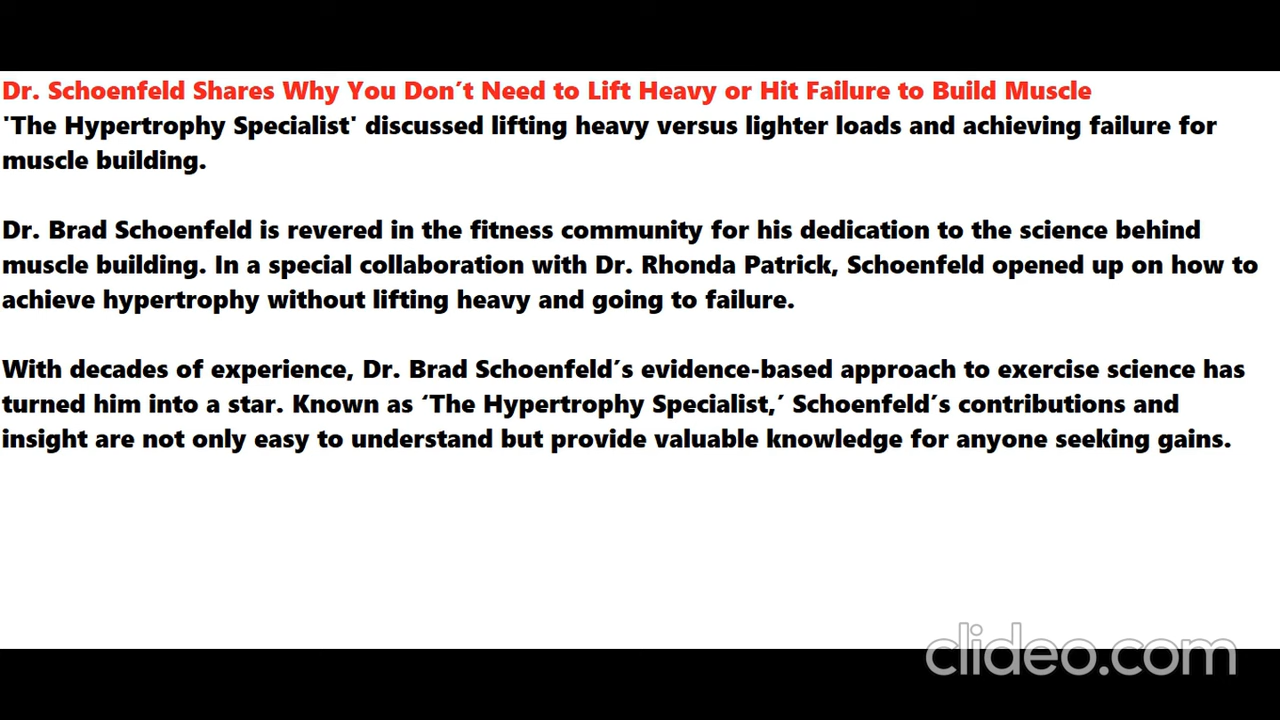 Dr. Schoenfeld Shares Why You Don′t Need to Lift Heavy or Hit Failure to Build Muscle
'The Hypertrophy Specialist' discussed lifting heavy versus lighter loads and achieving failure for
muscle building.
Dr. Brad Schoenfeld is revered in the fitness community for his dedication to the science behind
muscle building. In a special collaboration with Dr. Rhonda Patrick, Schoenfeld opened up on how to
achieve hypertrophy without lifting heavy and going to failure.
With decades of experience, Dr. Brad Schoenfeld′s evidence-based approach to exercise science has
turned him into a star. Known as ‘The Hypertrophy Specialist,′ Schoenfeld′s contributions and
insight are not only easy to understand but provide valuable knowledge for anyone seeking gains.
clideo.com